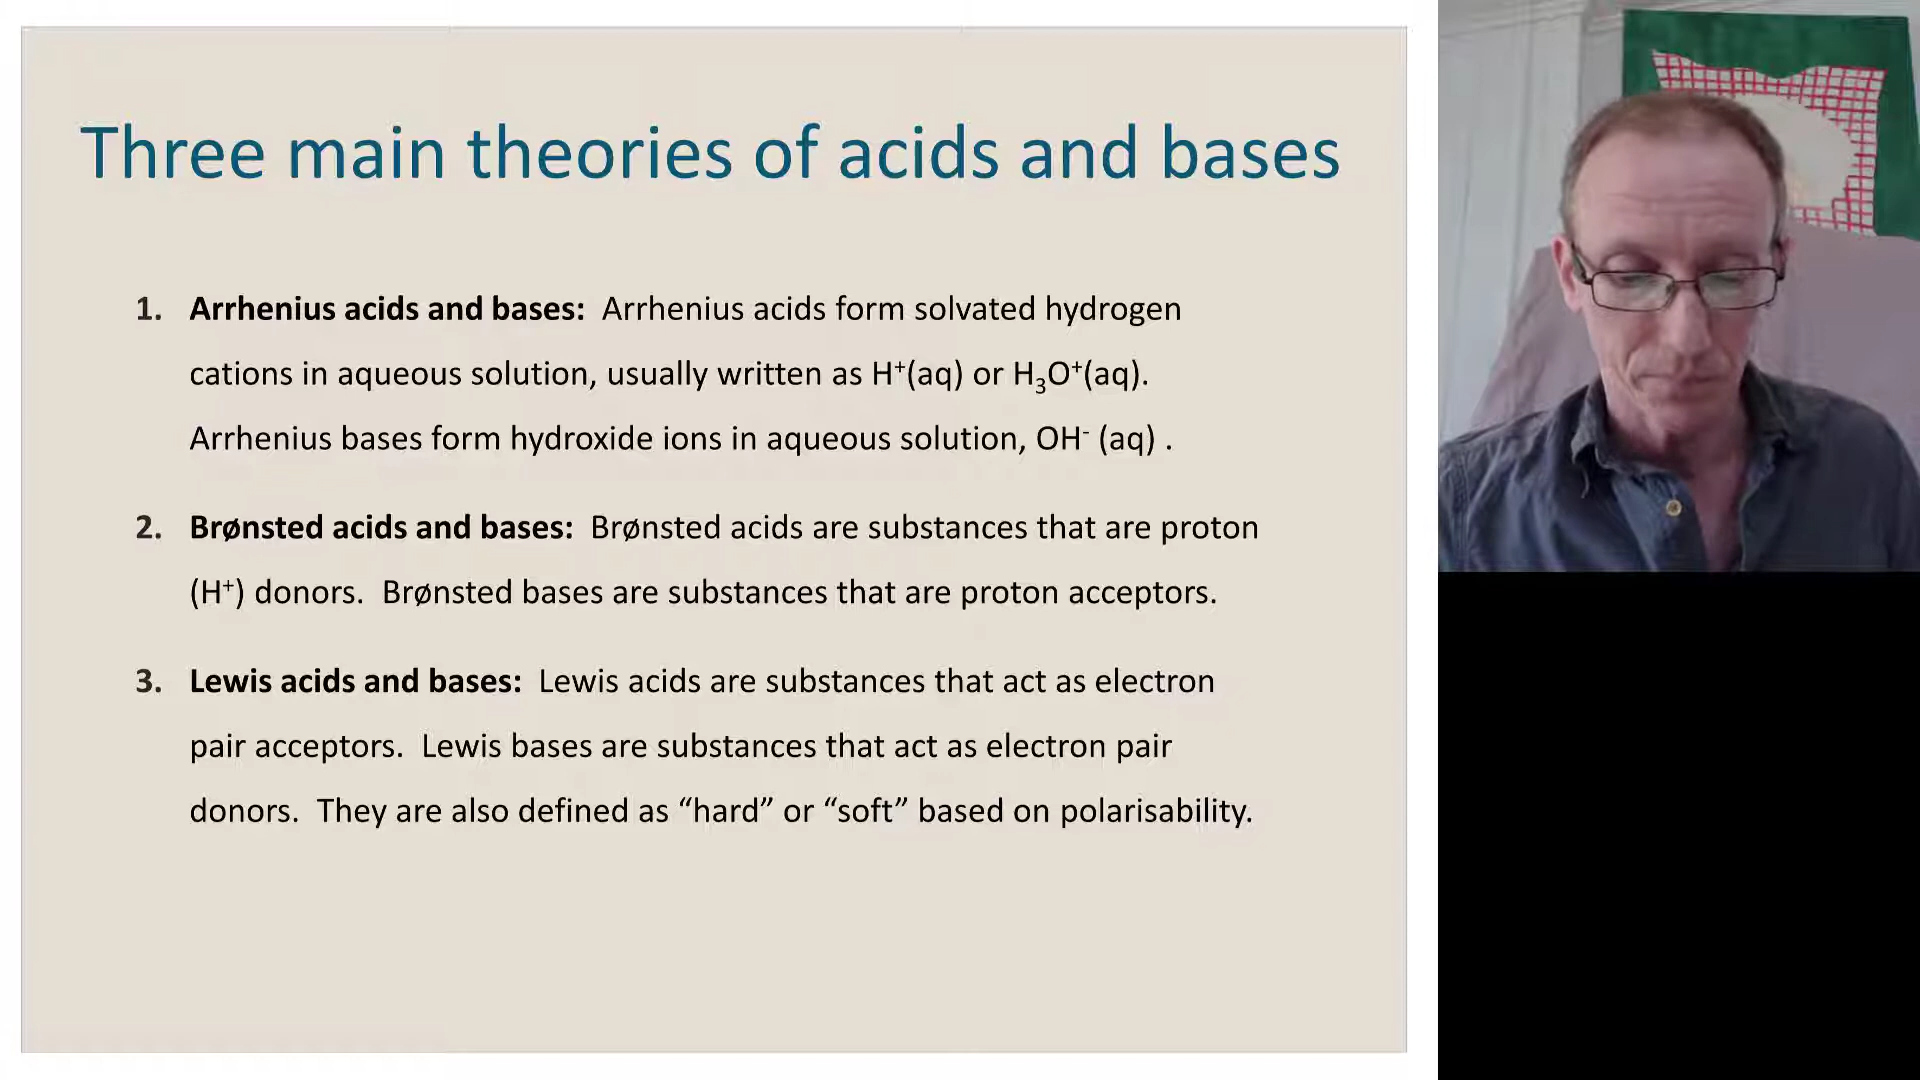 Three main theories of acids and bases
1. Arrhenius acids and bases: Arrhenius acids form solvated hydrogen
cations in aqueous solution, usually written as H⁺(aq) or H₃O⁺(aq).
Arrhenius bases form hydroxide ions in aqueous solution, OH⁻ (aq) .
2. Brønsted acids and bases: Brønsted acids are substances that are proton
(H⁺) donors. Brønsted bases are substances that are proton acceptors.
3. Lewis acids and bases: Lewis acids are substances that act as electron
pair acceptors. Lewis bases are substances that act as electron pair
donors. They are also defined as “hard” or “soft” based on polarisability.